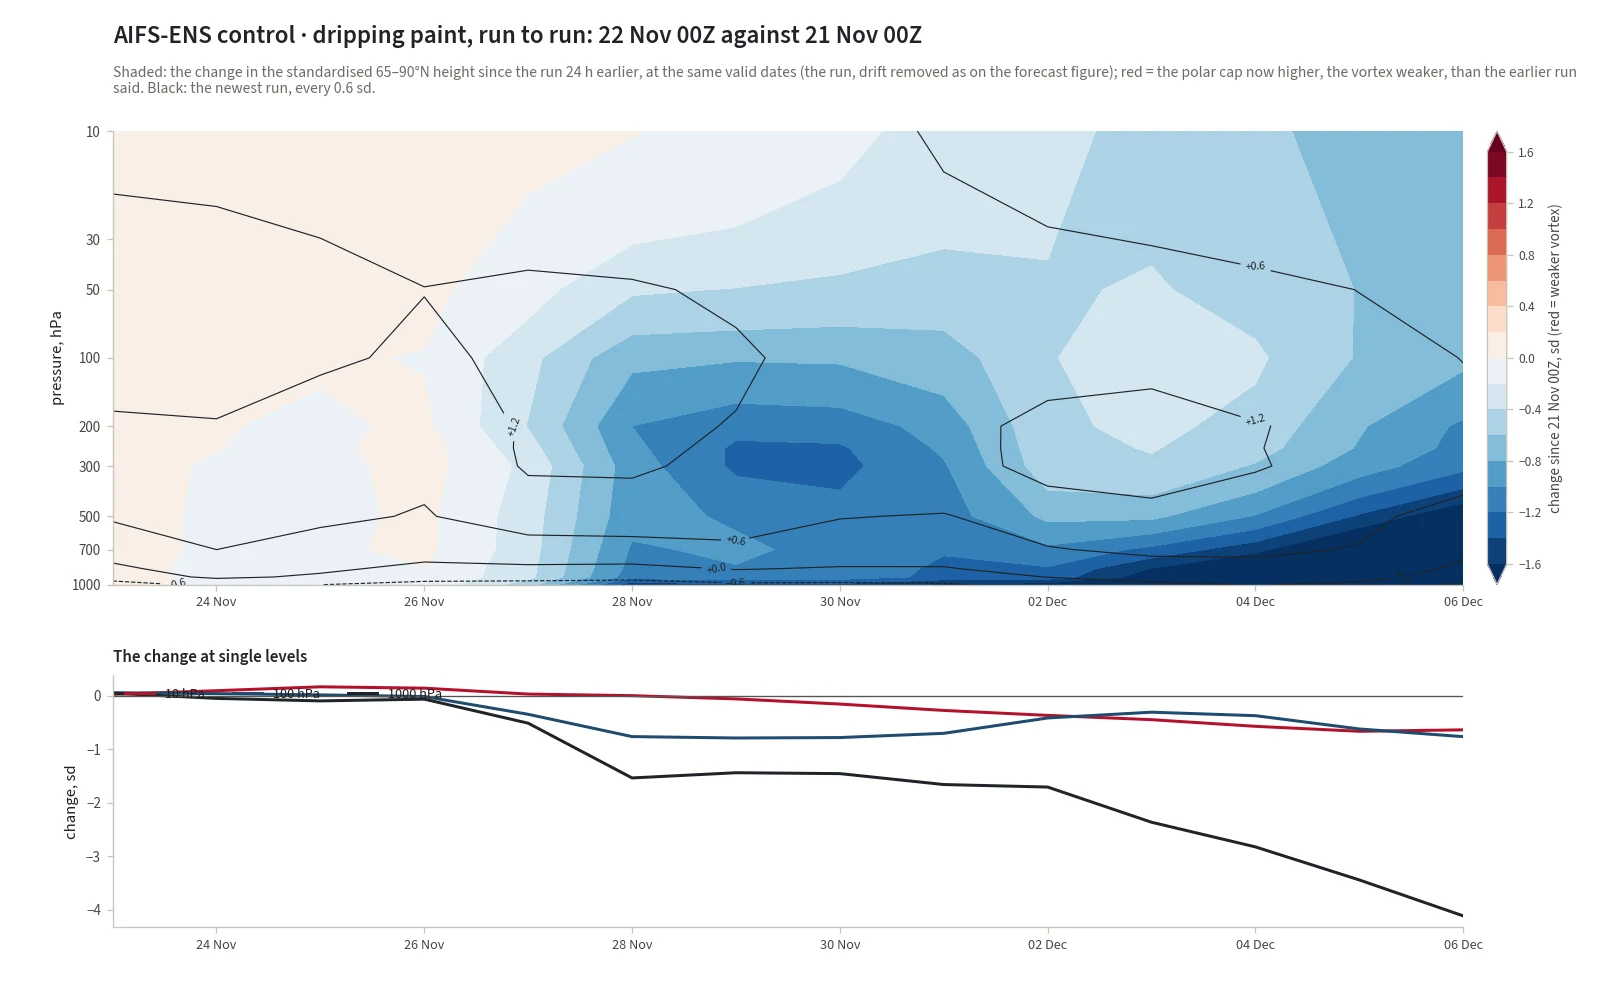 AIFS-ENS control · dripping paint, run to run: 22 Nov 00Z against 21 Nov 00Z
Shaded: the change in the standardised 65–90°N height since the run 24 h earlier, at the same valid dates (the run, drift removed as on the forecast figure); red = the polar cap now higher, the vortex weaker, than the earlier run
said. Black: the newest run, every 0.6 sd.
pressure, hPa
10
30
50
100
200
300
500
700
1000
+0.6
+1.2
+1.2
+0.6
+0.0
−0.6
0.6
24 Nov
26 Nov
28 Nov
30 Nov
02 Dec
04 Dec
06 Dec
1.6
1.2
0.8
0.4
0.0
−0.4
−0.8
−1.2
−1.6
change since 21 Nov 00Z, sd (red = weaker vortex)
The change at single levels
10 hPa
100 hPa
1000 hPa
change, sd
0
−1
−2
−3
−4
24 Nov
26 Nov
28 Nov
30 Nov
02 Dec
04 Dec
06 Dec